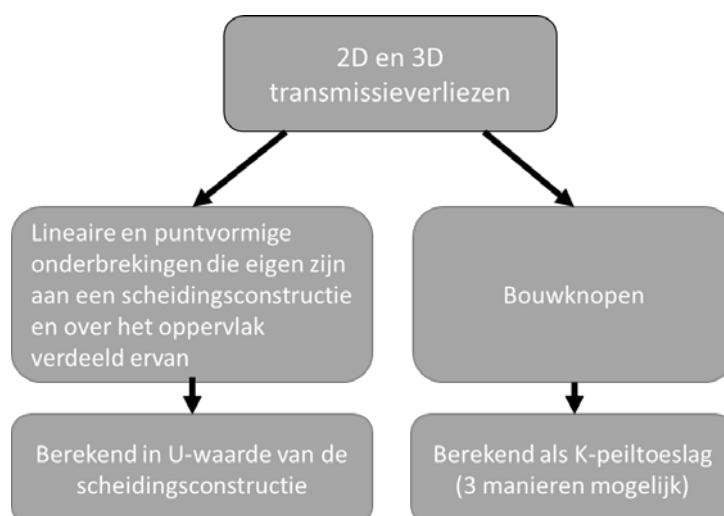 2D en 3D
transmissieverliezen
Lineaire en puntvormige
onderbrekingen die eigen zijn
aan een scheidingsconstructie
en over het oppervlak
verdeeld ervan
Bouwknopen
Berekend in U-waarde van de
scheidingsconstructie
Berekend als K-peiltoeslag
(3 manieren mogelijk)